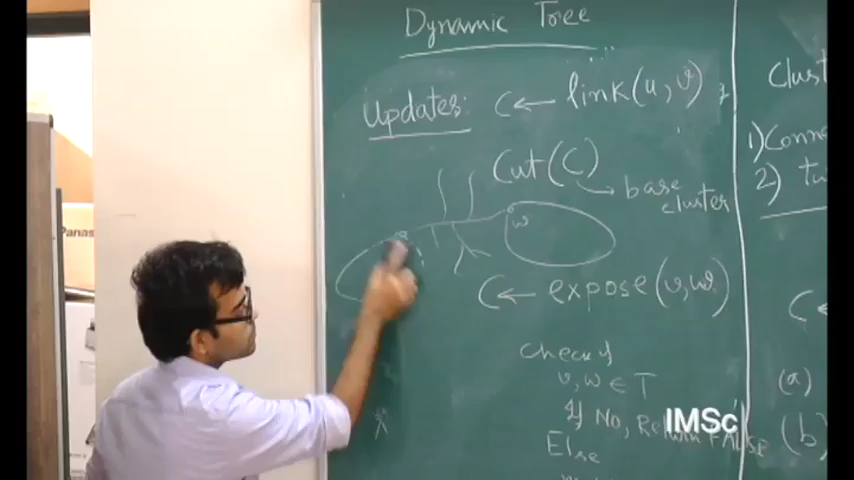 Dynamic Tree
Updates: C ← link(u, v)
Cut(C)
→ base
cluster
w
C ← expose(v, w)
Check if
v, w ∈ T
If No, Return FALSE
Else
Clust
1) Conne
2)
C ←
(a)
(b)
Panas
IMSc